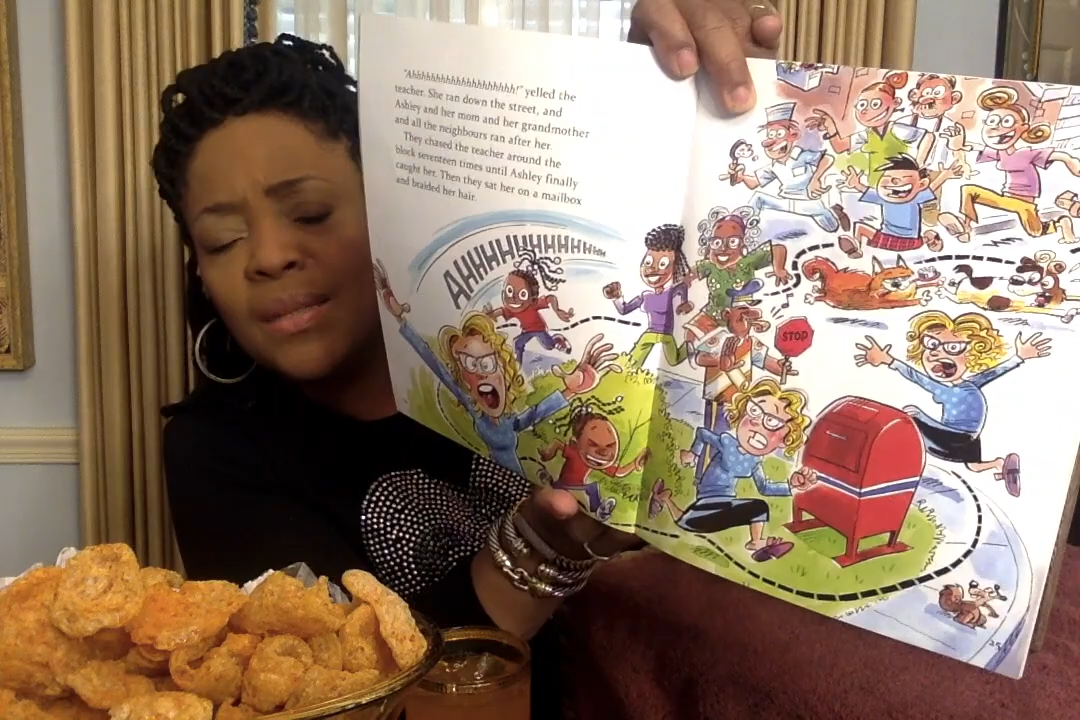 "Ahhhhhhhhhhhhhhhhhhh!" yelled the
teacher. She ran down the street, and
Ashley and her mom and her grandmother
and all the neighbours ran after her.
They chased the teacher around the
block seventeen times until Ashley finally
caught her. Then they sat her on a mailbox
and braided her hair.
AHHHHHHHHHHHH
STOP
25